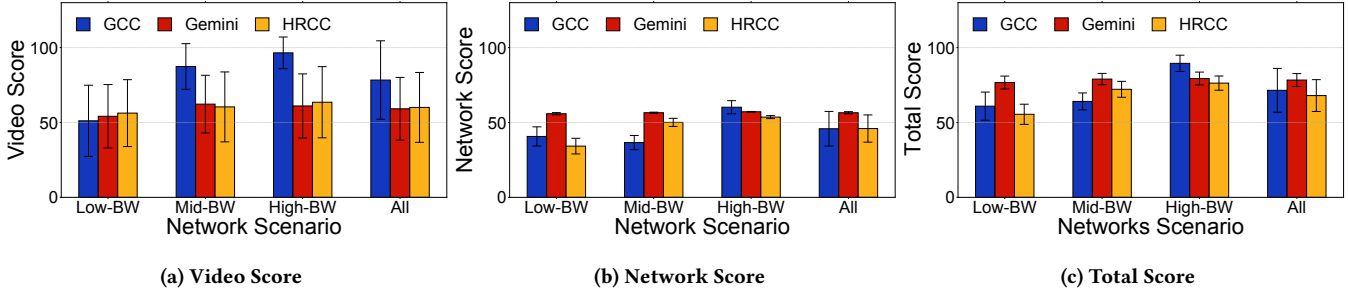 GCC Gemini HRCC
Video Score
100
50
0
Low-BW Mid-BW High-BW All
Network Scenario
(a) Video Score
GCC Gemini HRCC
Network Score
100
50
0
Low-BW Mid-BW High-BW All
Network Scenario
(b) Network Score
GCC Gemini HRCC
Total Score
100
50
0
Low-BW Mid-BW High-BW All
Networks Scenario
(c) Total Score